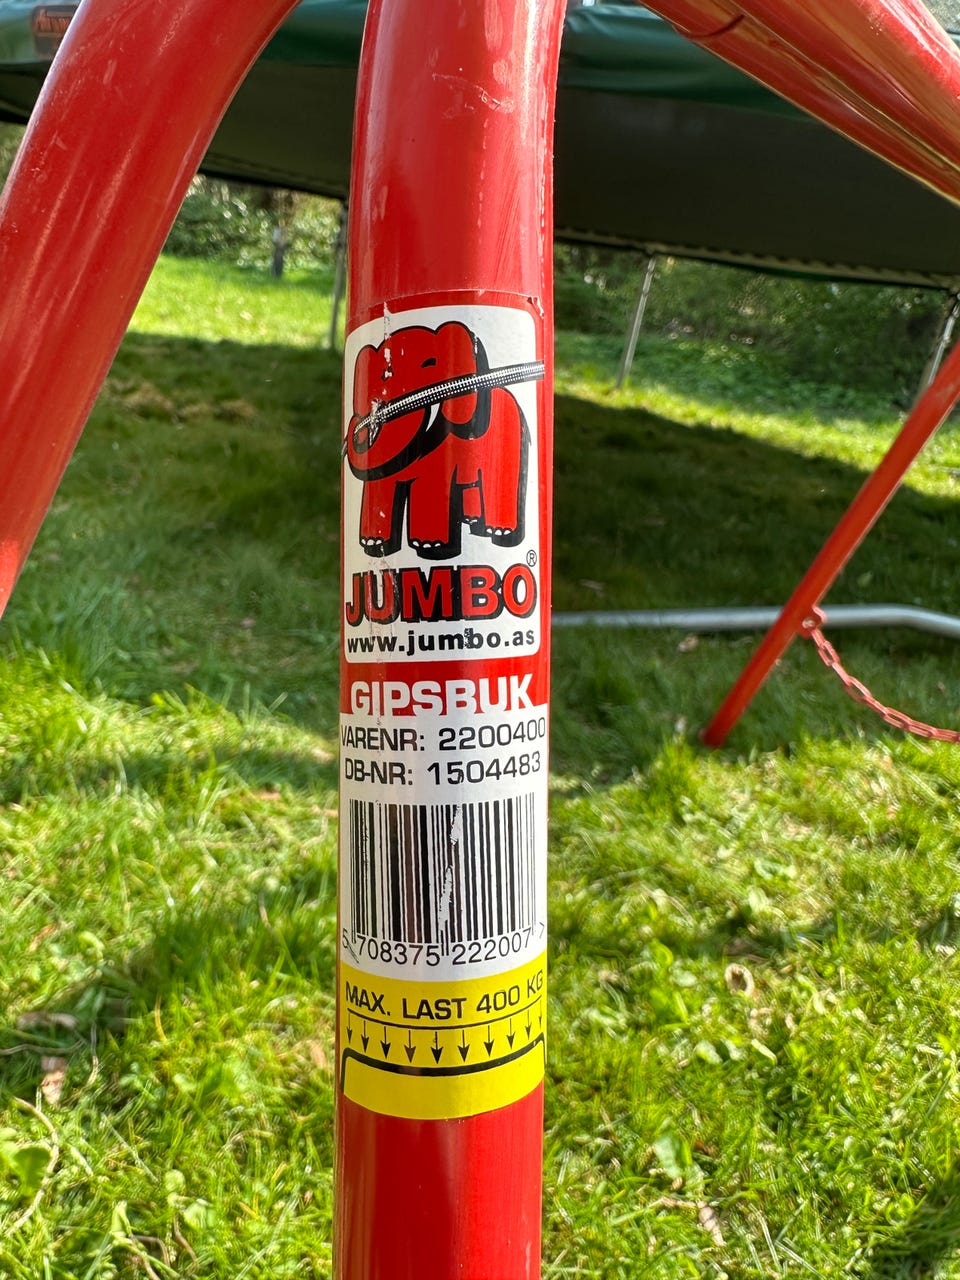 JUMBO®
www.jumbo.as
GIPSBUK
VARENR: 2200400
DB-NR: 1504483
5 708375 222007 >
MAX. LAST 400 KG